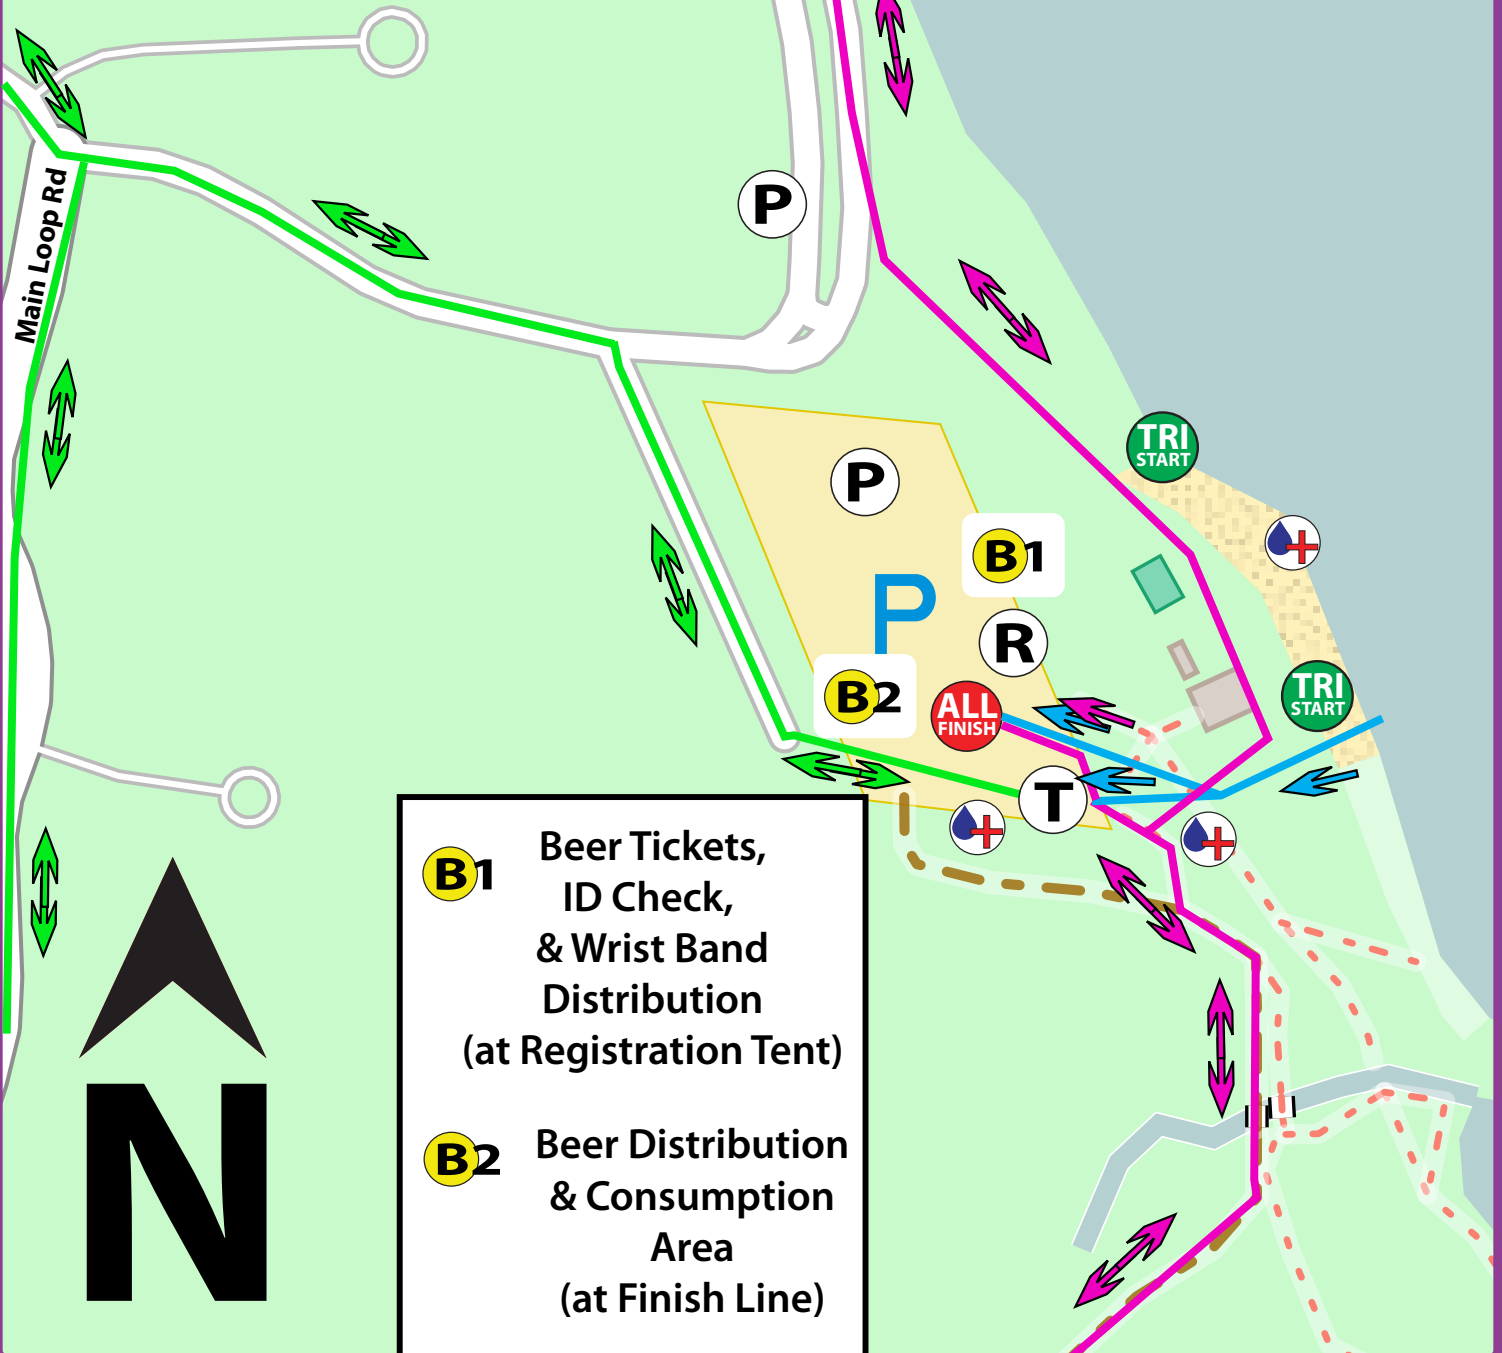 Main Loop Rd
P
TRI
START
P
B1
P
R
B2
ALL
FINISH
TRI
START
T
B1
Beer Tickets,
ID Check,
& Wrist Band
Distribution
(at Registration Tent)
B2
Beer Distribution
& Consumption
Area
(at Finish Line)
N